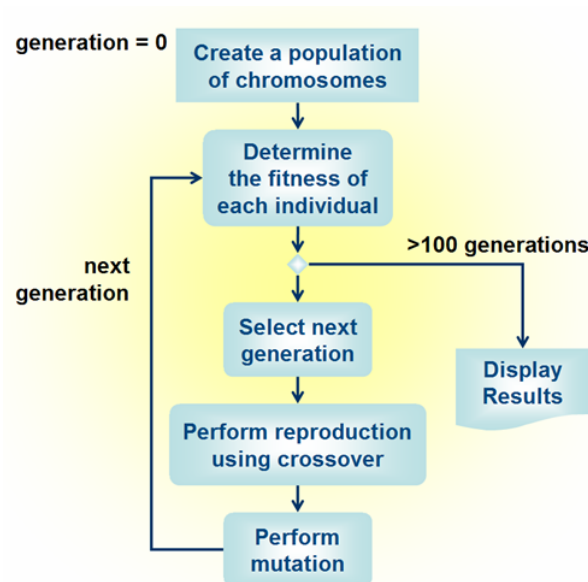 generation = 0
Create a population
of chromosomes
Determine
the fitness of
each individual
>100 generations
next
generation
Select next
generation
Display
Results
Perform reproduction
using crossover
Perform
mutation